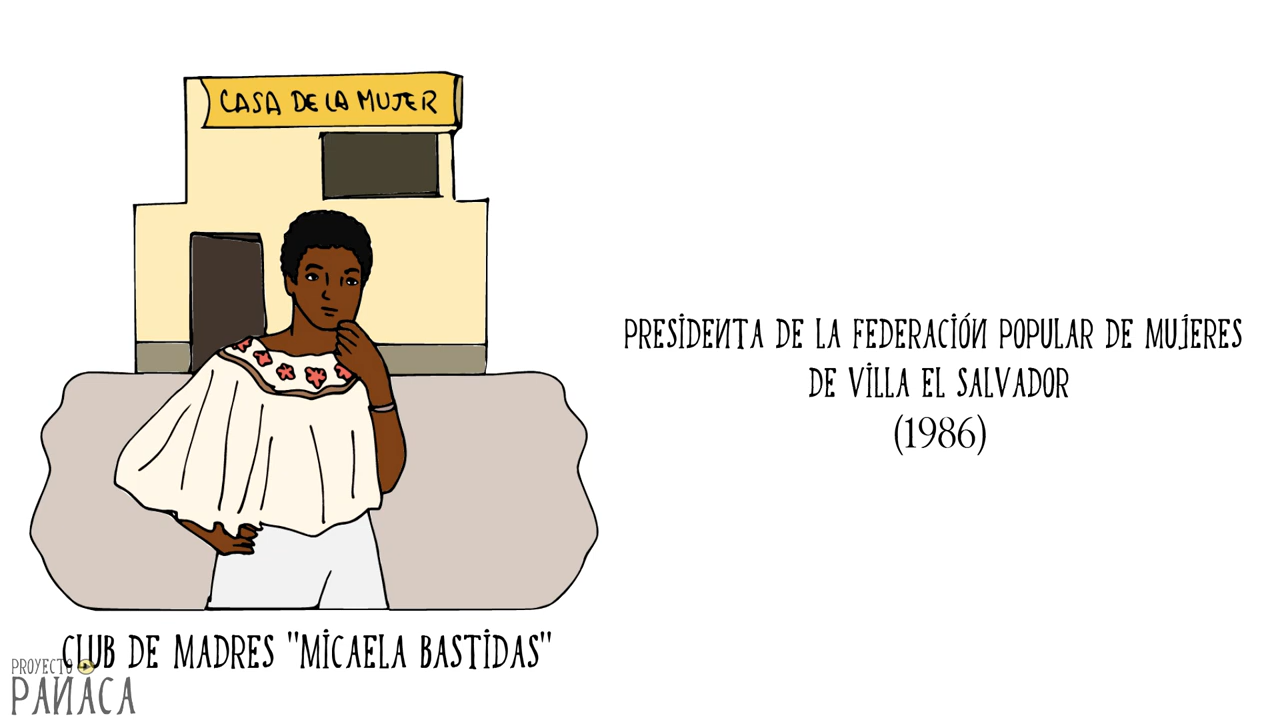 CASA DE LA MUJER
PRESIDENTA DE LA FEDERACIÓN POPULAR DE MUJERES
DE VILLA EL SALVADOR
(1986)
CLUB DE MADRES "MICAELA BASTIDAS"
PROYECTO
PANACA